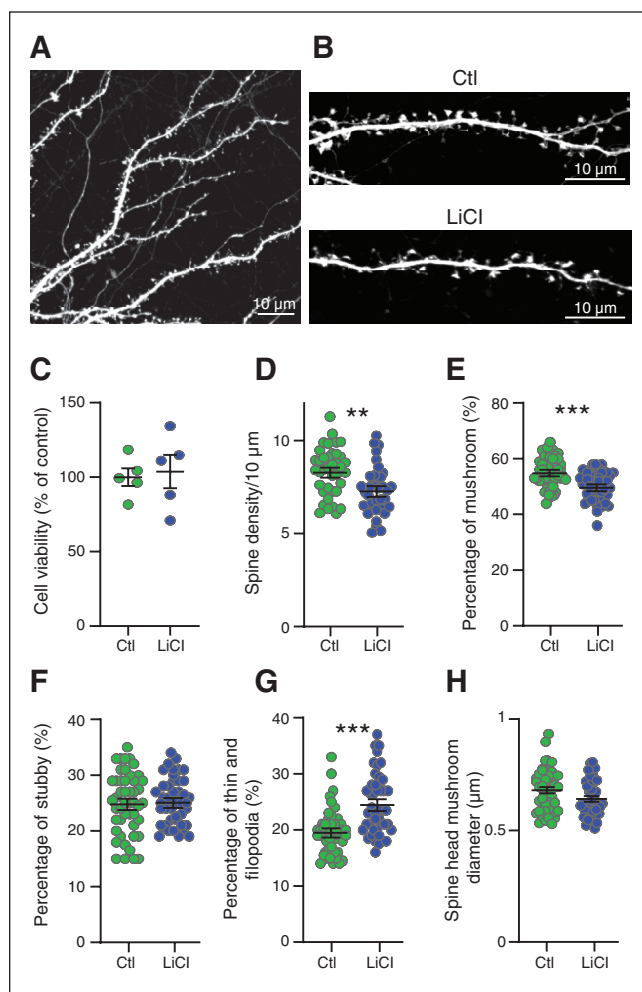 A
B
Ctl
10 µm
LiCl
10 µm
10 µm
C
D
E
Cell viability (% of control)
150
100
50
0
Ctl
LiCl
Spine density/10 µm
**
10
5
0
Ctl
LiCl
Percentage of mushroom (%)
***
80
60
40
20
0
Ctl
LiCl
F
G
H
Percentage of stubby (%)
40
30
20
10
0
Ctl
LiCl
Percentage of thin and
filopodia (%)
***
40
30
20
10
0
Ctl
LiCl
Spine head mushroom
diameter (µm)
1
0.5
0
Ctl
LiCl